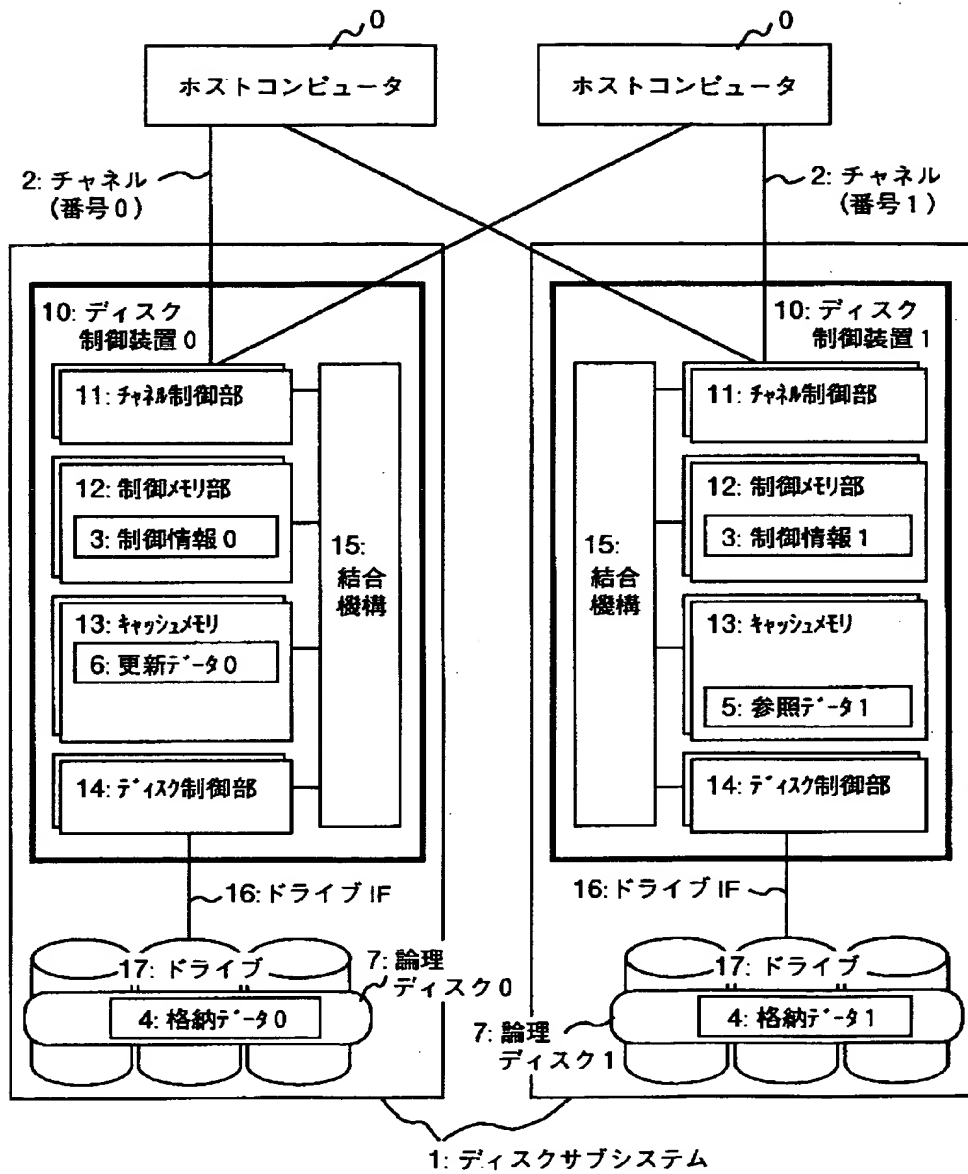 0
0
ホストコンピュータ
ホストコンピュータ
2: チャネル
(番号0)
2: チャネル
(番号1)
10: ディスク
制御装置0
11: チャネル制御部
12: 制御メモリ部
3: 制御情報0
13: キャッシュメモリ
6: 更新データ0
14: ディスク制御部
15:
結合
機構
16: ドライブIF
17: ドライブ
7: 論理
ディスク0
4: 格納データ0
10: ディスク
制御装置1
15:
結合
機構
11: チャネル制御部
12: 制御メモリ部
3: 制御情報1
13: キャッシュメモリ
5: 参照データ1
14: ディスク制御部
16: ドライブIF
17: ドライブ
4: 格納データ1
7: 論理
ディスク1
1: ディスクサブシステム